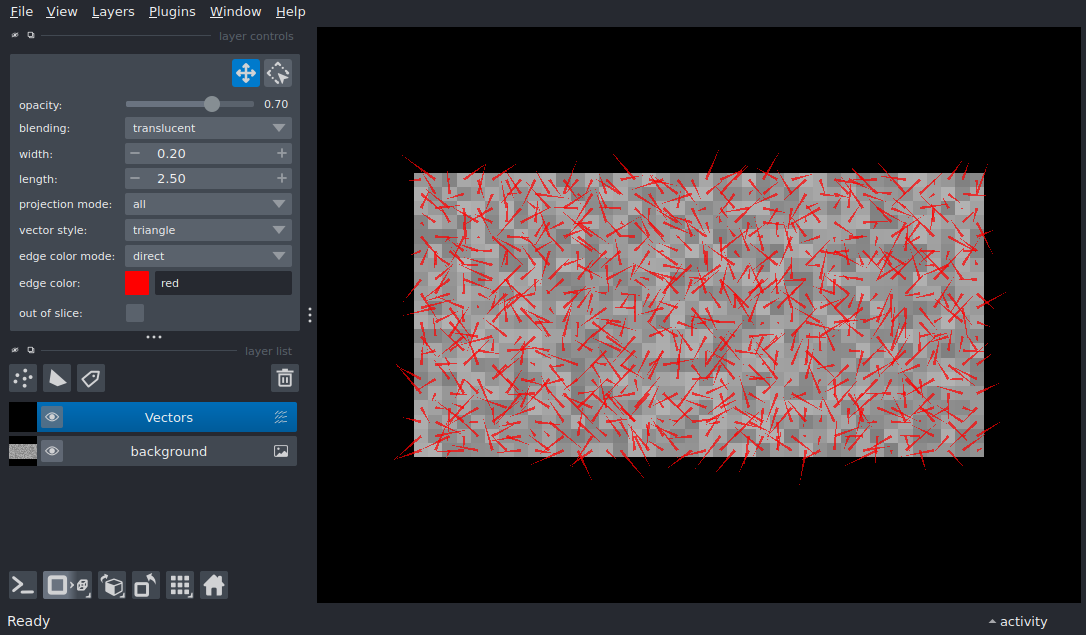 File View Layers Plugins Window Help
layer controls
opacity: 0.70
blending: translucent
width: 0.20
length: 2.50
projection mode: all
vector style: triangle
edge color mode: direct
edge color: red
out of slice:
layer list
Vectors
background
Ready
activity